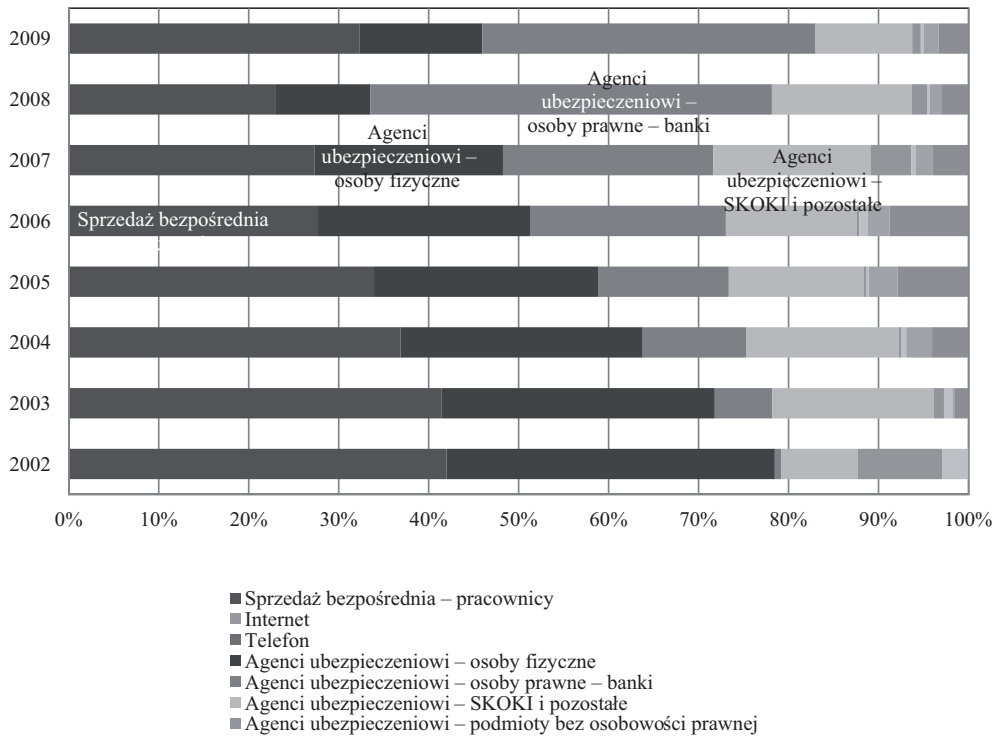 2009
Agenci
ubezpieczeniowi –
osoby prawne – banki
2008
Agenci
ubezpieczeniowi –
osoby fizyczne
2007
Agenci
ubezpieczeniowi –
SKOKI i pozostałe
2006
Sprzedaż bezpośrednia
2005
2004
2003
2002
0% 10% 20% 30% 40% 50% 60% 70% 80% 90% 100%
Sprzedaż bezpośrednia – pracownicy
Internet
Telefon
Agenci ubezpieczeniowi – osoby fizyczne
Agenci ubezpieczeniowi – osoby prawne – banki
Agenci ubezpieczeniowi – SKOKI i pozostałe
Agenci ubezpieczeniowi – podmioty bez osobowości prawnej